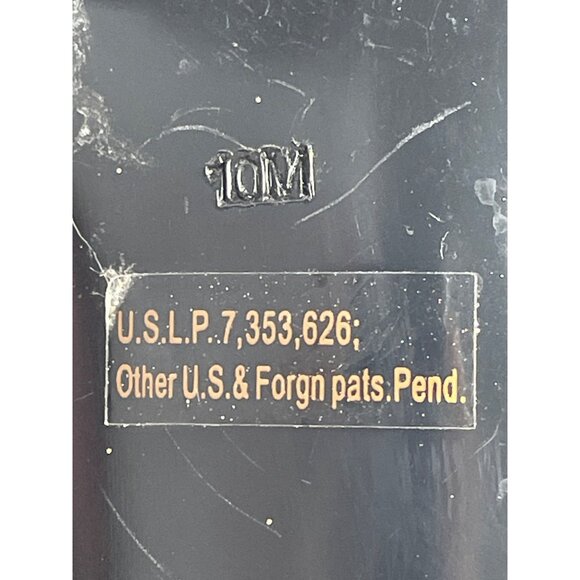 10M
U.S.L.P. 7,353,626;
Other U.S.& Forgn pats.Pend.